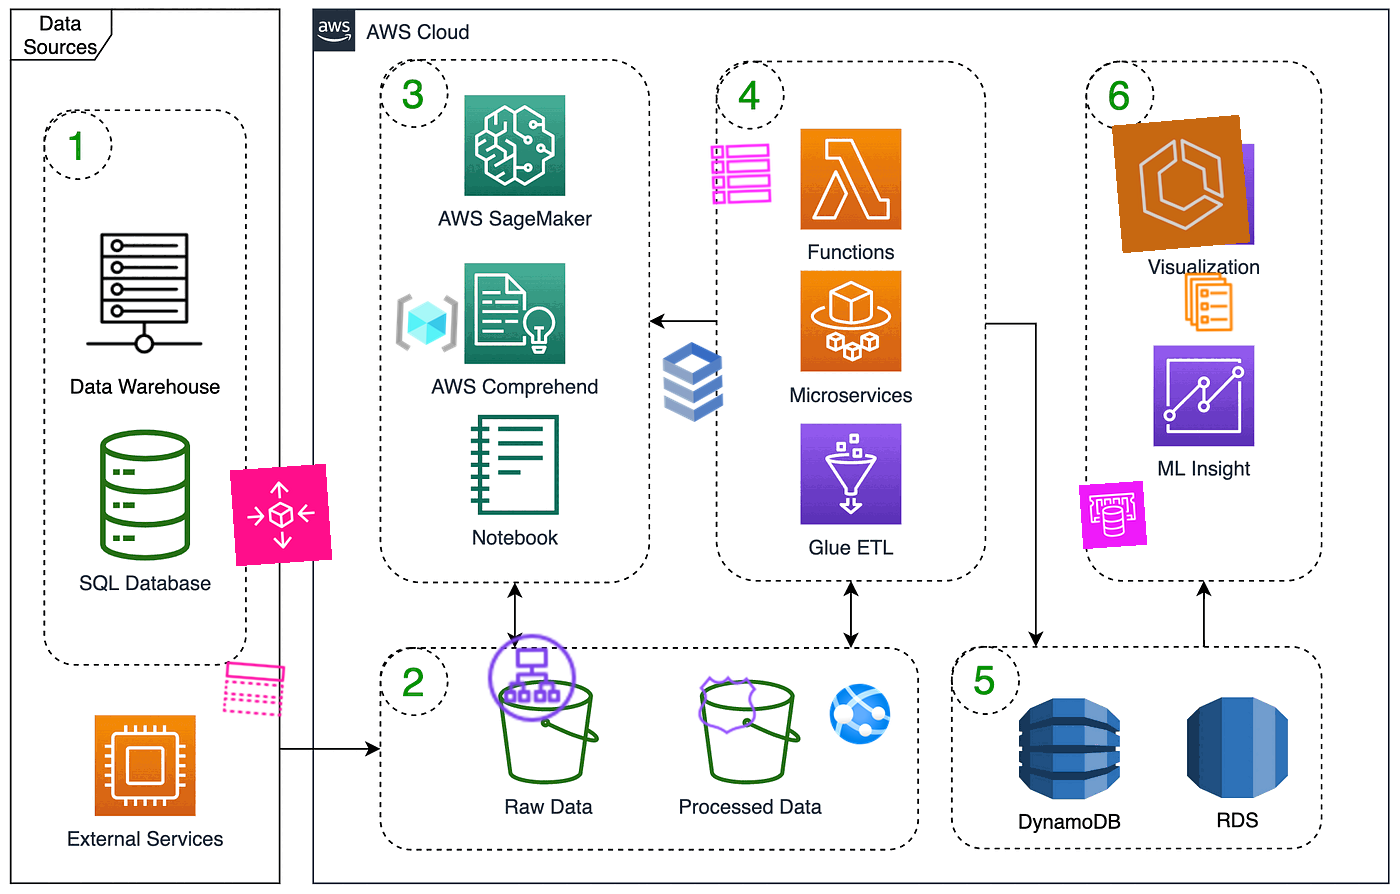 Data
Sources
aws
AWS Cloud
1
Data Warehouse
SQL Database
External Services
3
AWS SageMaker
AWS Comprehend
Notebook
4
Functions
Microservices
Glue ETL
6
Visualization
ML Insight
2
Raw Data
Processed Data
5
DynamoDB
RDS